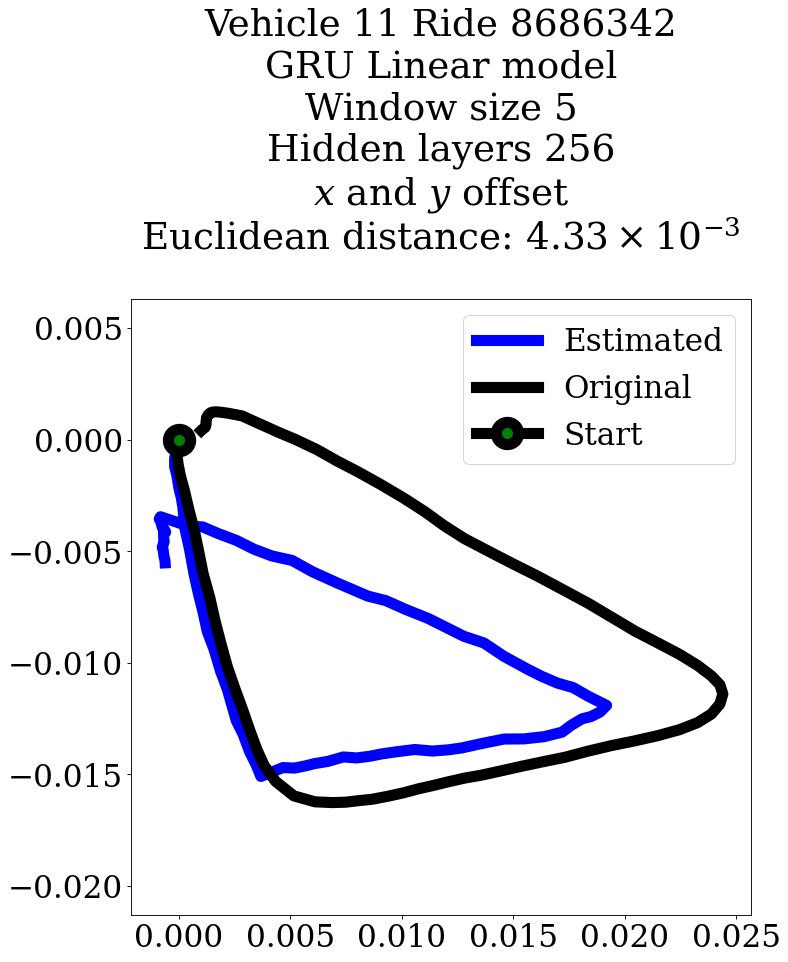 Vehicle 11 Ride 8686342
GRU Linear model
Window size 5
Hidden layers 256
x and y offset
Euclidean distance: 4.33 × 10⁻³
Estimated
Original
Start
0.005
0.000
−0.005
−0.010
−0.015
−0.020
0.000 0.005 0.010 0.015 0.020 0.025